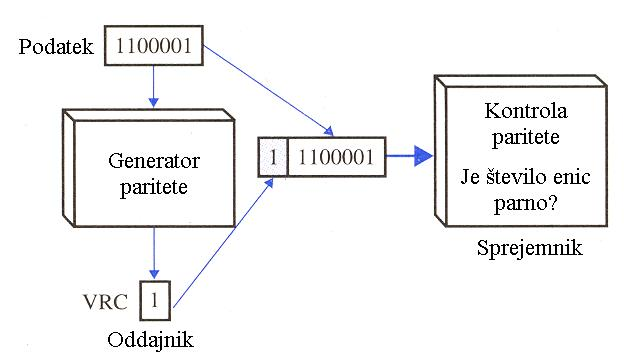 Podatek
1100001
Generator
paritete
VRC
1
Oddajnik
1
1100001
Kontrola
paritete
Je število enic
parno?
Sprejemnik